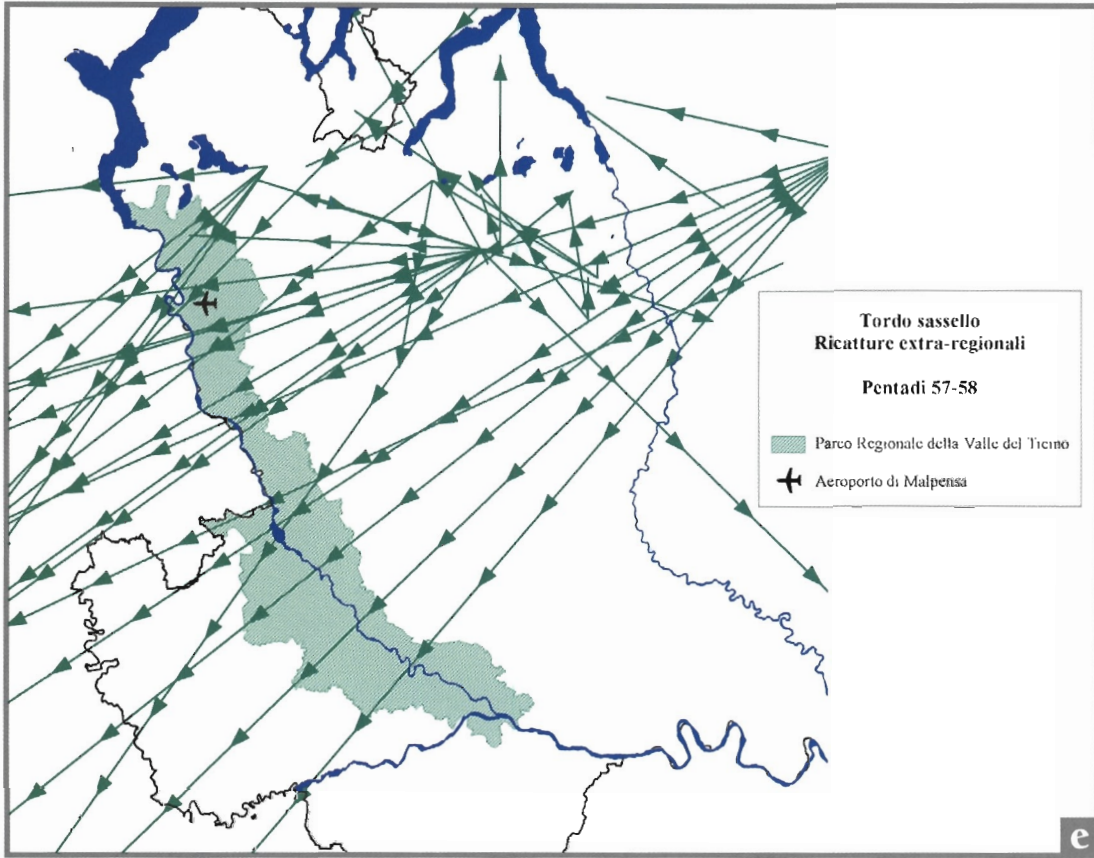 Tordo sassello
Ricatture extra-regionali
Pentadi 57-58
Parco Regionale della Valle del Ticino
Aeroporto di Malpensa
e